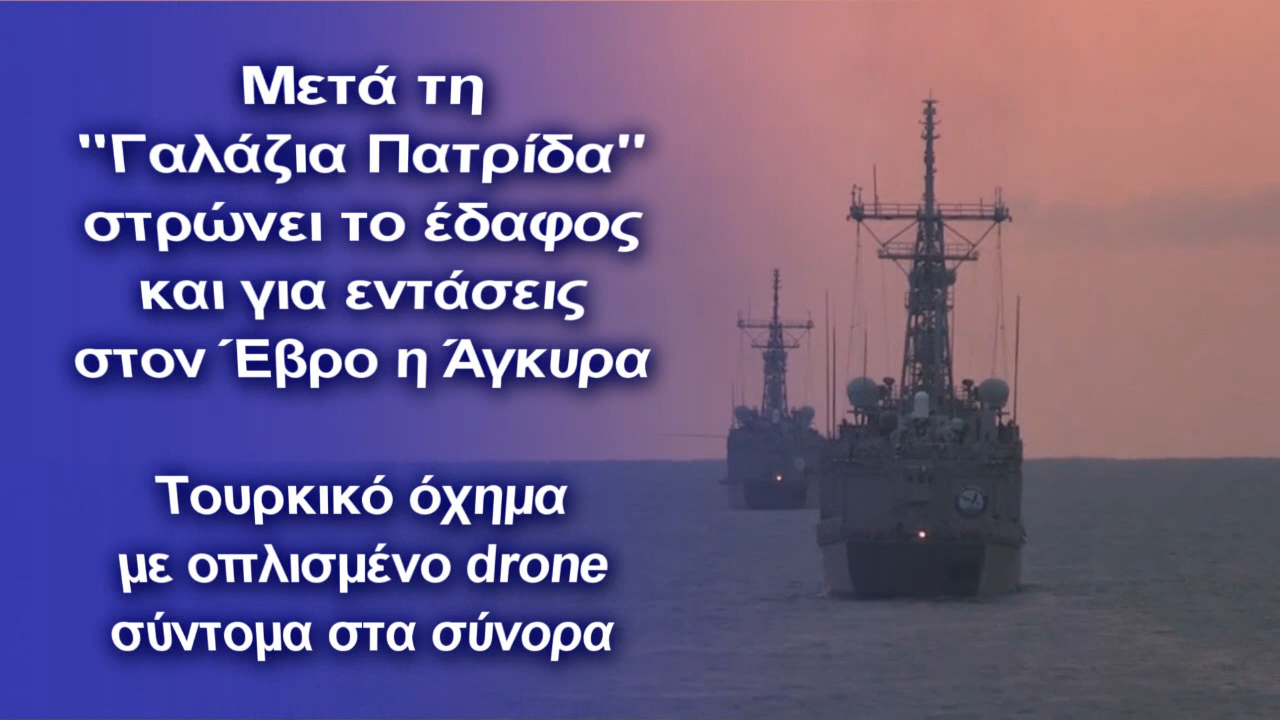 Μετά τη
"Γαλάζια Πατρίδα"
στρώνει το έδαφος
και για εντάσεις
στον Έβρο η Άγκυρα
Τουρκικό όχημα
με οπλισμένο drone
σύντομα στα σύνορα